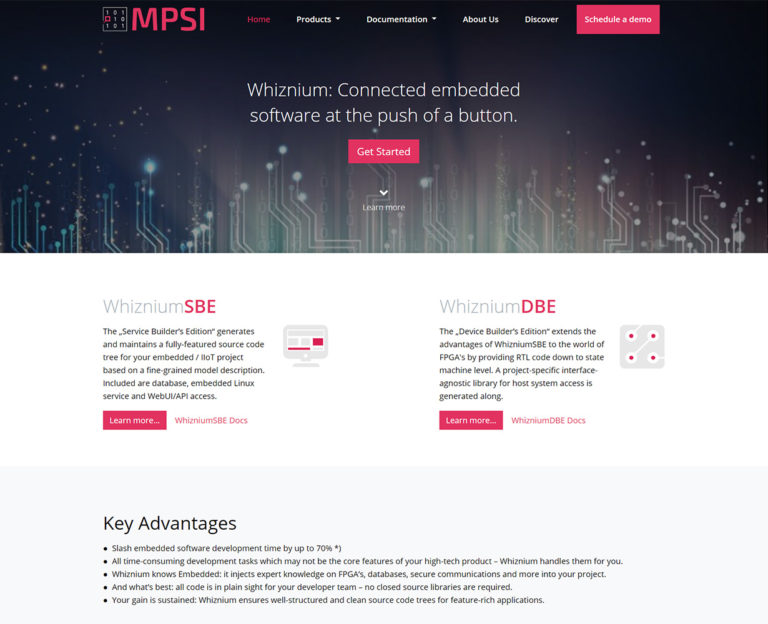 101
010
101
MPSI
Home Products Documentation About Us Discover Schedule a demo
Whiznium: Connected embedded
software at the push of a button.
Get Started
Learn more
WhizniumSBE
The „Service Builder's Edition“ generates
and maintains a fully-featured source code
tree for your embedded / IIoT project
based on a fine-grained model description.
Included are database, embedded Linux
service and WebUI/API access.
Learn more... WhizniumSBE Docs
WhizniumDBE
The „Device Builder's Edition“ extends the
advantages of WhizniumSBE to the world of
FPGA's by providing RTL code down to state
machine level. A project-specific interface-
agnostic library for host system access is
generated along.
Learn more... WhizniumDBE Docs
Key Advantages
● Slash embedded software development time by up to 70% *)
● All time-consuming development tasks which may not be the core features of your high-tech product – Whiznium handles them for you.
● Whiznium knows Embedded: it injects expert knowledge on FPGA's, databases, secure communications and more into your project.
● And what's best: all code is in plain sight for your developer team – no closed source libraries are required.
● Your gain is sustained: Whiznium ensures well-structured and clean source code trees for feature-rich applications.